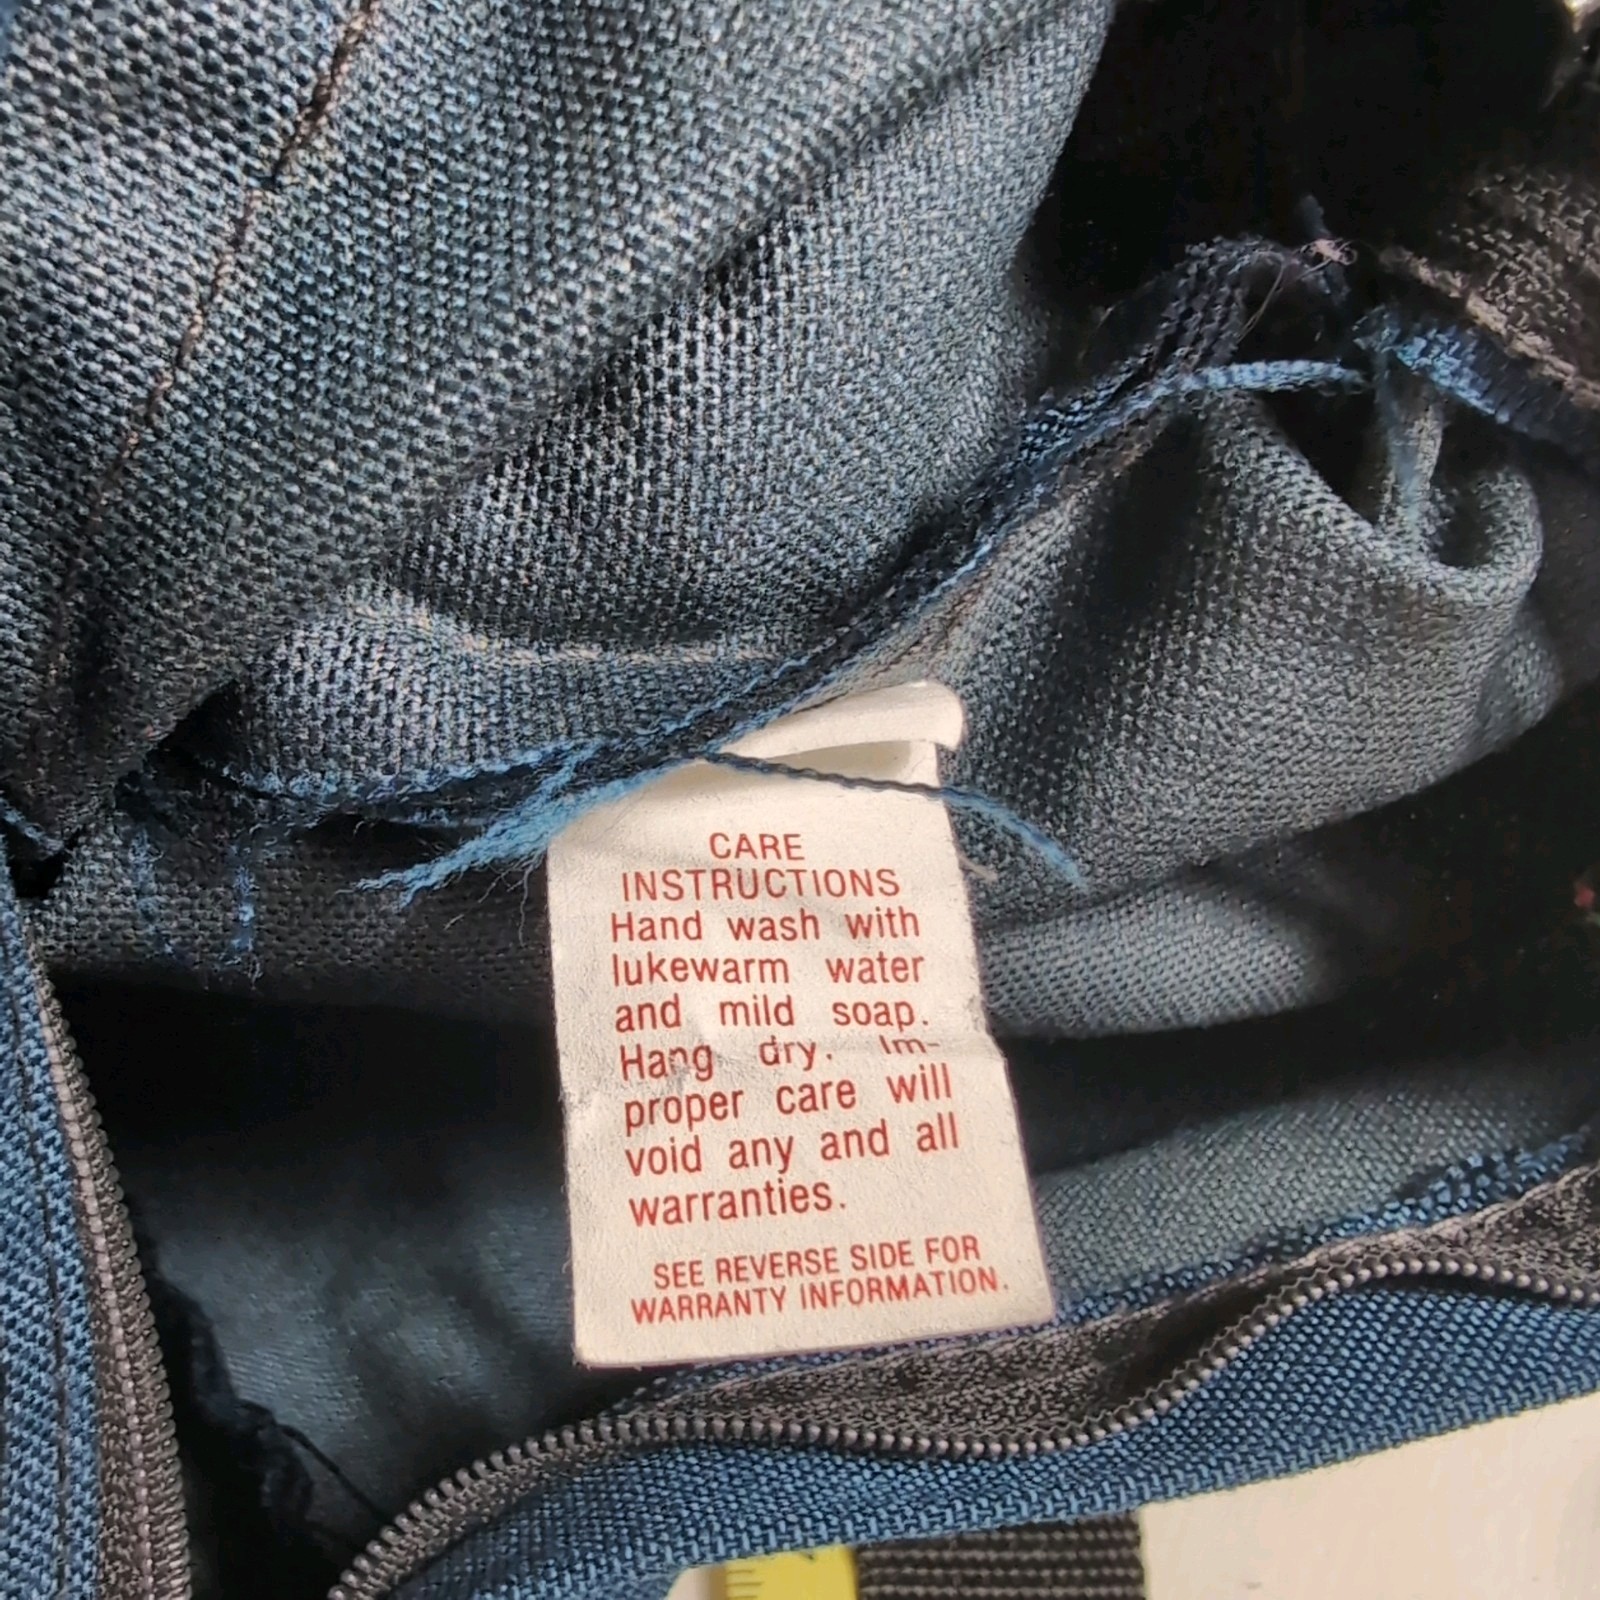 CARE
INSTRUCTIONS
Hand wash with
lukewarm water
and mild soap.
Hang dry. Im-
proper care will
void any and all
warranties.
SEE REVERSE SIDE FOR
WARRANTY INFORMATION.